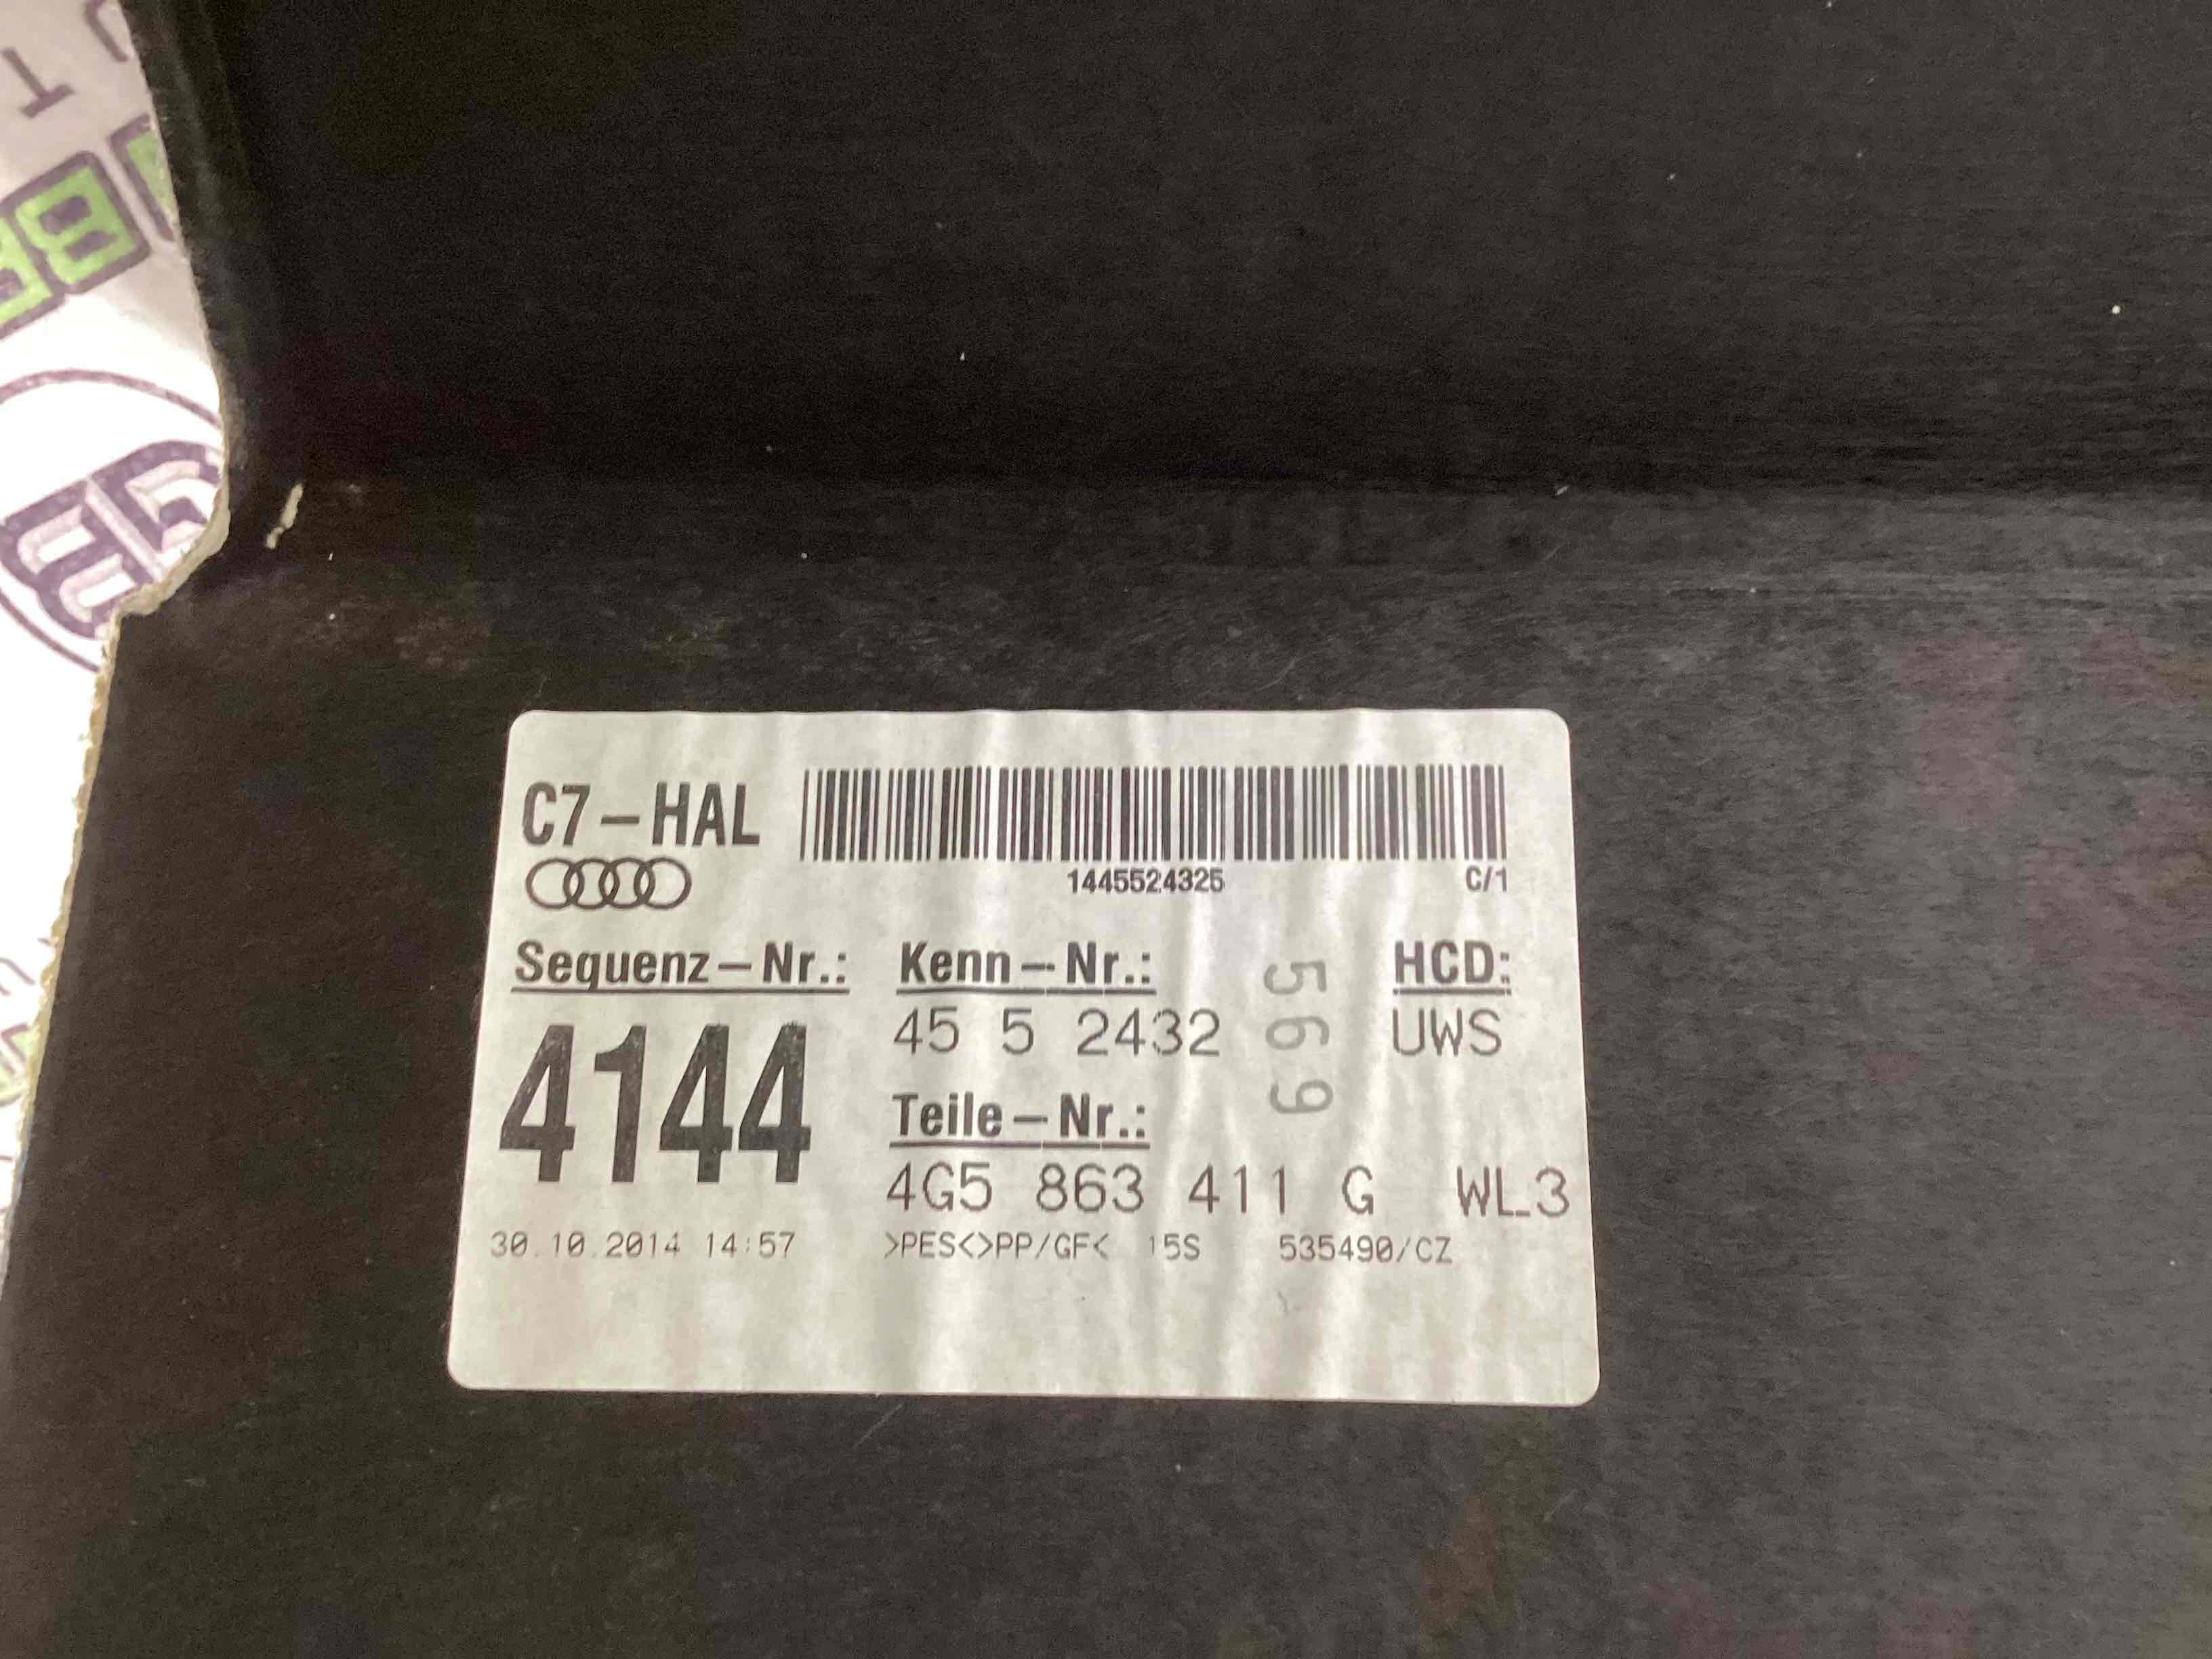 C7-HAL
1445524325 C/1
Sequenz-Nr.: Kenn-Nr.: HCD:
4144 45 5 2432 569 UWS
Teile-Nr.:
4G5 863 411 G WL3
30.10.2014 14:57 >PES<>PP/GF< 15S 535490/CZ